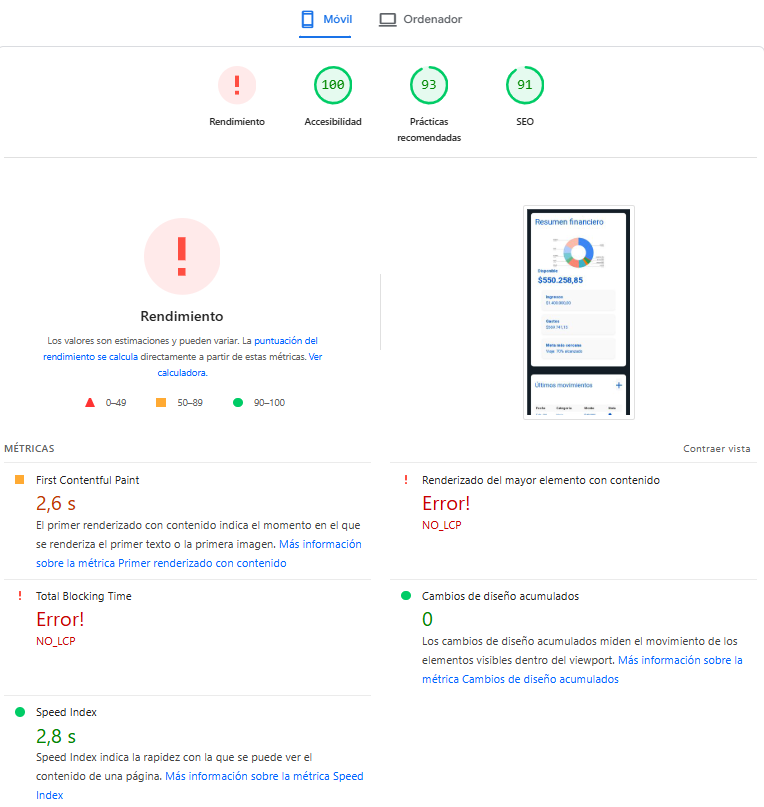 Móvil
Ordenador
100
93
91
Rendimiento
Accesibilidad
Prácticas
recomendadas
SEO
Rendimiento
Los valores son estimaciones y pueden variar. La puntuación del
rendimiento se calcula directamente a partir de estas métricas. Ver
calculadora.
0–49
50–89
90–100
Resumen financiero
Disponible
$550.258,85
Ingresos
Gastos
Meta más cercana
Viaje 70% avanzado
Últimos movimientos
+
Fecha
Categoría
Monto
MÉTRICAS
Contraer vista
First Contentful Paint
2,6 s
El primer renderizado con contenido indica el momento en el que
se renderiza el primer texto o la primera imagen. Más información
sobre la métrica Primer renderizado con contenido
Renderizado del mayor elemento con contenido
Error!
NO_LCP
Total Blocking Time
Error!
NO_LCP
Cambios de diseño acumulados
0
Los cambios de diseño acumulados miden el movimiento de los
elementos visibles dentro del viewport. Más información sobre la
métrica Cambios de diseño acumulados
Speed Index
2,8 s
Speed Index indica la rapidez con la que se puede ver el
contenido de una página. Más información sobre la métrica Speed
Index